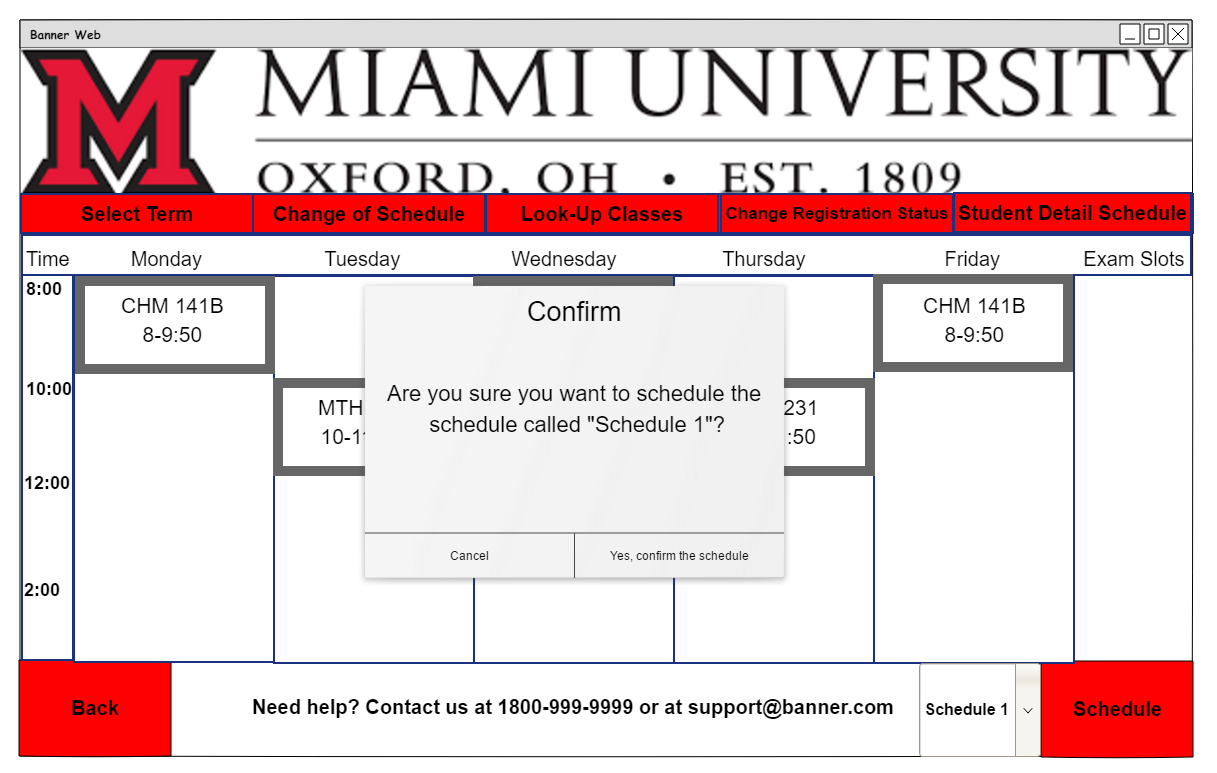 Banner Web
MIAMI UNIVERSITY
OXFORD, OH • EST. 1809
Select Term
Change of Schedule
Look-Up Classes
Change Registration Status
Student Detail Schedule
Time
Monday
Tuesday
Wednesday
Thursday
Friday
Exam Slots
8:00
CHM 141B
8-9:50
CHM 141B
8-9:50
Confirm
Are you sure you want to schedule the
schedule called "Schedule 1"?
Cancel
Yes, confirm the schedule
10:00
MTH
10-1
231
:50
12:00
2:00
Back
Need help? Contact us at 1800-999-9999 or at support@banner.com
Schedule 1
Schedule